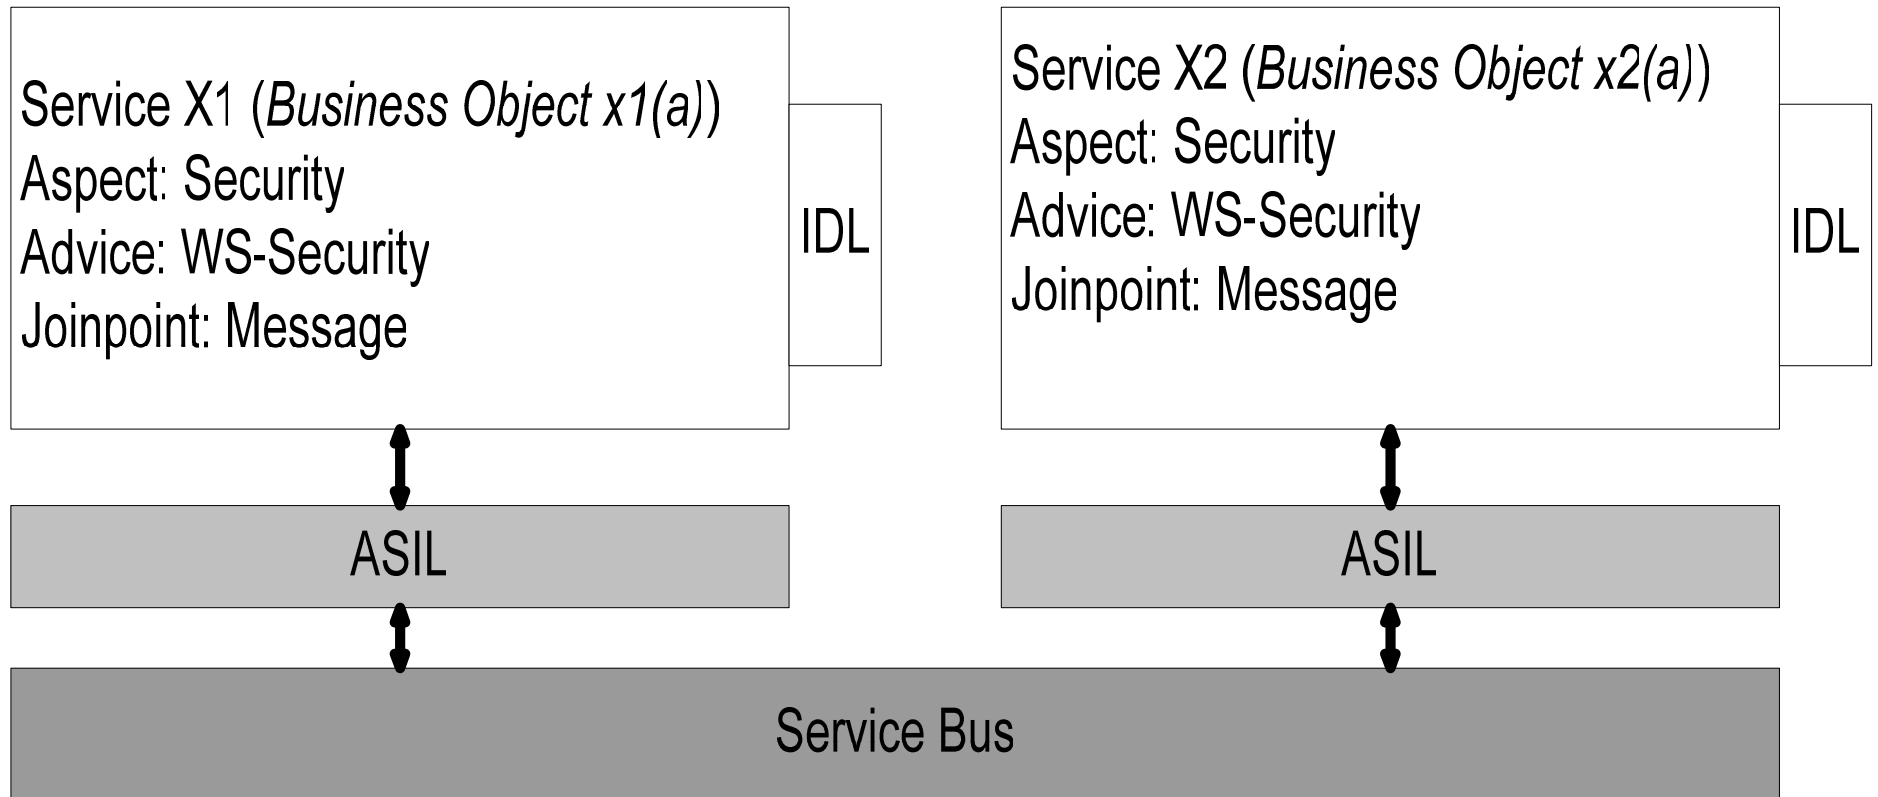 Service X1 (Business Object x1(a))
Aspect: Security
Advice: WS-Security
Joinpoint: Message
IDL
Service X2 (Business Object x2(a))
Aspect: Security
Advice: WS-Security
Joinpoint: Message
IDL
ASIL
ASIL
Service Bus